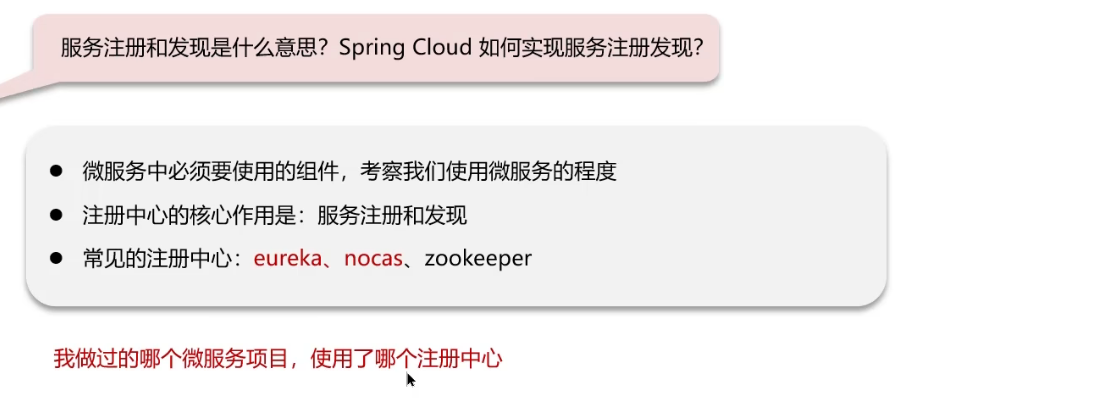 服务注册和发现是什么意思？Spring Cloud 如何实现服务注册发现？
微服务中必须要使用的组件，考察我们使用微服务的程度
注册中心的核心作用是：服务注册和发现
常见的注册中心：eureka、nocas、zookeeper
我做过的哪个微服务项目，使用了哪个注册中心